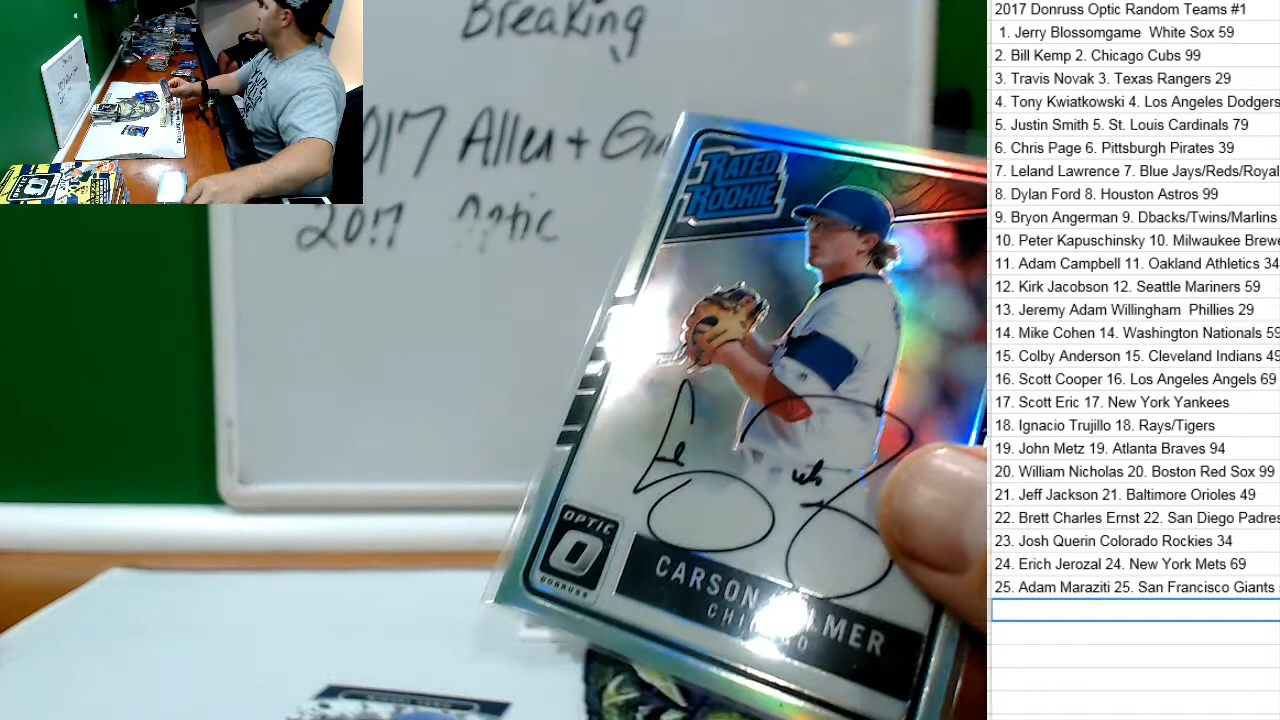 Breaking
2017 Allen + Gin
2017 Optic
RATED
ROOKIE
OPTIC
DONRUSS
CARSON
CHI
2017 Donruss Optic Random Teams #1
1. Jerry Blossomgame White Sox 59
2. Bill Kemp 2. Chicago Cubs 99
3. Travis Novak 3. Texas Rangers 29
4. Tony Kwiatkowski 4. Los Angeles Dodgers
5. Justin Smith 5. St. Louis Cardinals 79
6. Chris Page 6. Pittsburgh Pirates 39
7. Leland Lawrence 7. Blue Jays/Reds/Royal
8. Dylan Ford 8. Houston Astros 99
9. Bryon Angerman 9. Dbacks/Twins/Marlins
10. Peter Kapuschinsky 10. Milwaukee Brewe
11. Adam Campbell 11. Oakland Athletics 34
12. Kirk Jacobson 12. Seattle Mariners 59
13. Jeremy Adam Willingham Phillies 29
14. Mike Cohen 14. Washington Nationals 59
15. Colby Anderson 15. Cleveland Indians 49
16. Scott Cooper 16. Los Angeles Angels 69
17. Scott Eric 17. New York Yankees
18. Ignacio Trujillo 18. Rays/Tigers
19. John Metz 19. Atlanta Braves 94
20. William Nicholas 20. Boston Red Sox 99
21. Jeff Jackson 21. Baltimore Orioles 49
22. Brett Charles Ernst 22. San Diego Padres
23. Josh Querin Colorado Rockies 34
24. Erich Jerozal 24. New York Mets 69
25. Adam Maraziti 25. San Francisco Giants